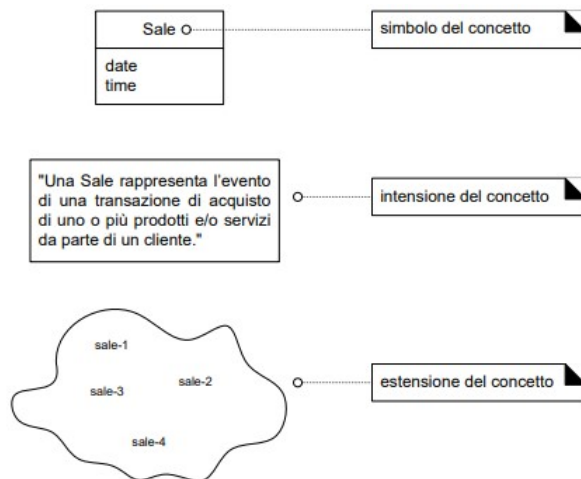 Sale
simbolo del concetto
date
time
"Una Sale rappresenta l'evento
di una transazione di acquisto
di uno o più prodotti e/o servizi
da parte di un cliente."
intensione del concetto
sale-1
sale-2
sale-3
estensione del concetto
sale-4